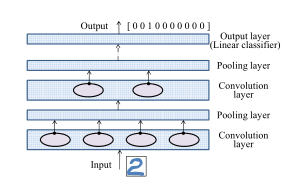 Output [ 0 0 1 0 0 0 0 0 0 0 ]
Output layer
(Linear classifier)
Pooling layer
Convolution
layer
Pooling layer
Convolution
layer
Input 2